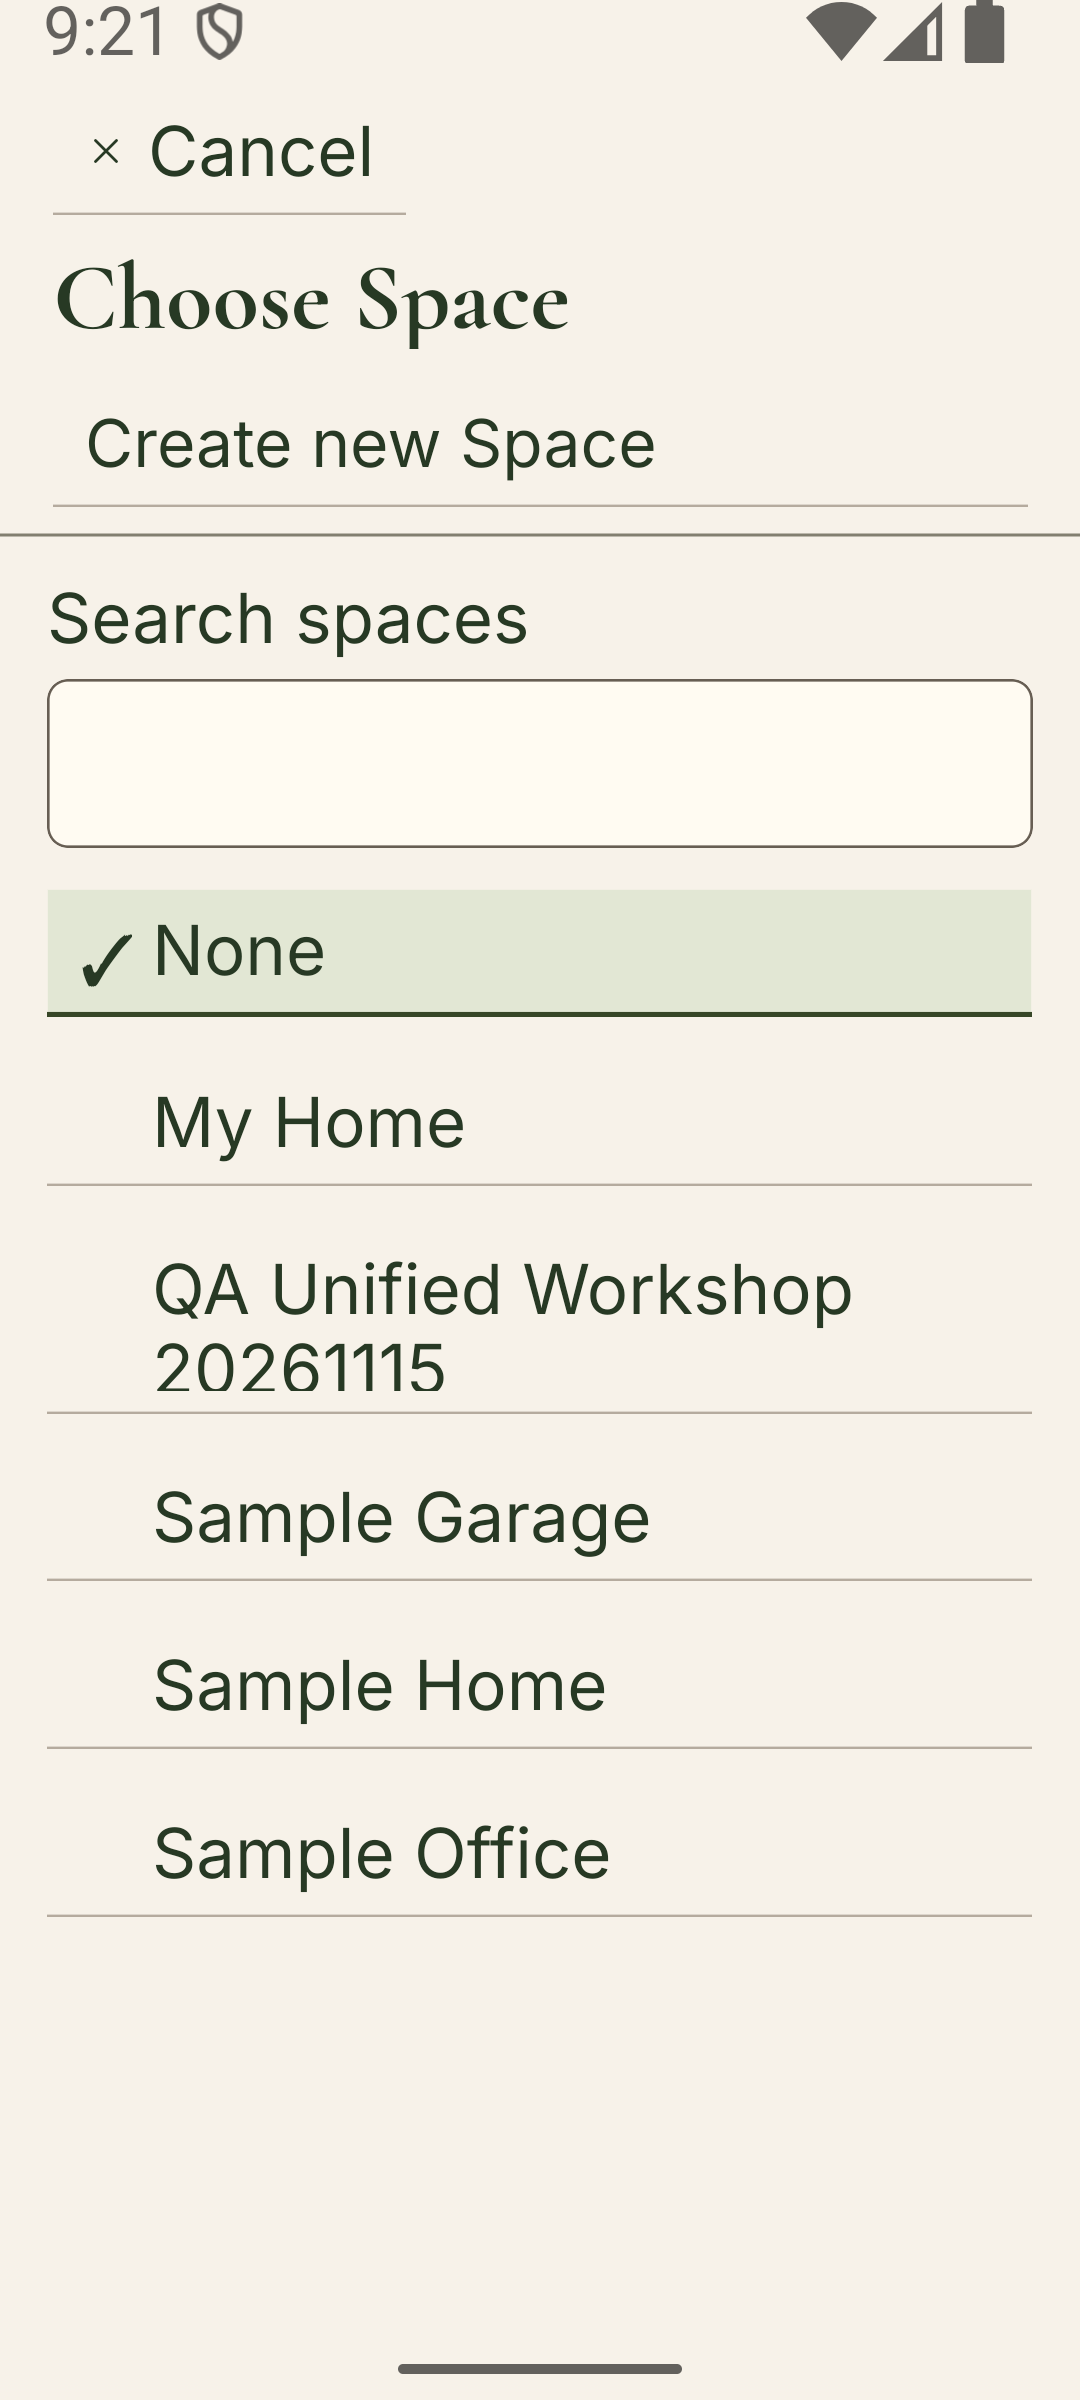 9:21
× Cancel
Choose Space
Create new Space
Search spaces
✓ None
My Home
QA Unified Workshop
20261115
Sample Garage
Sample Home
Sample Office